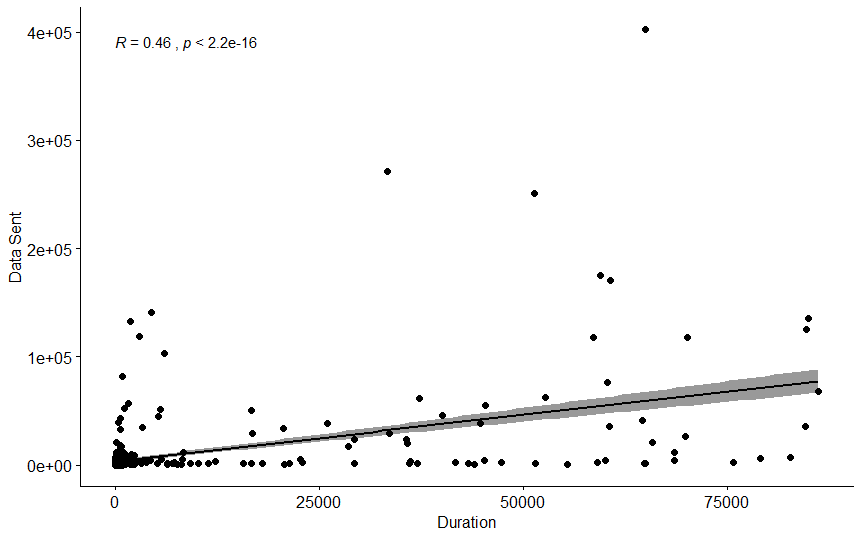 R = 0.46 , p < 2.2e-16
4e+05
3e+05
2e+05
1e+05
0e+00
Data Sent
0 25000 50000 75000
Duration